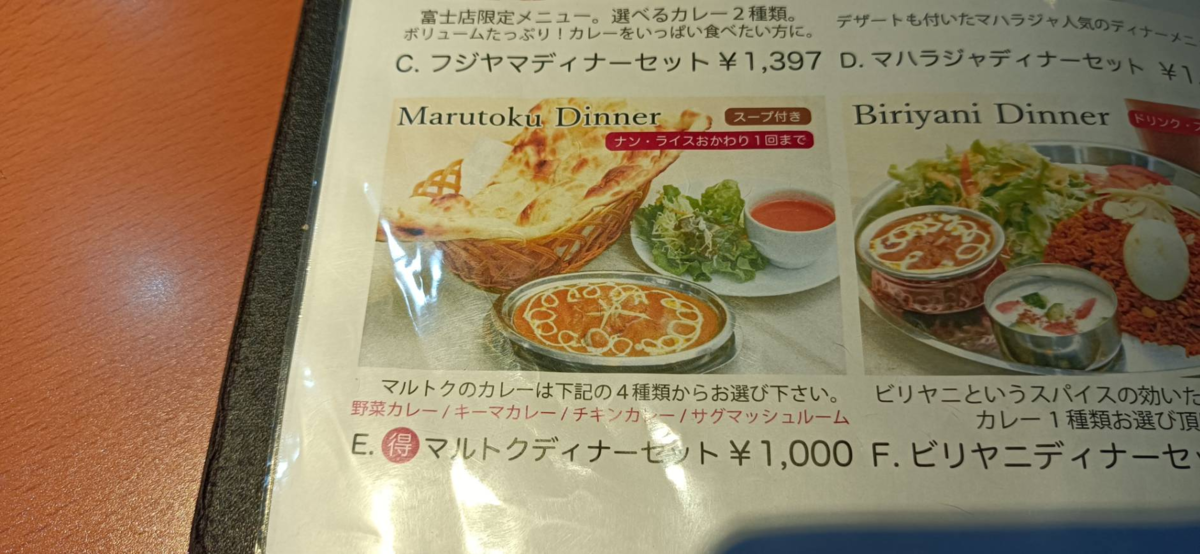 富士店限定メニュー。選べるカレー２種類。
ボリュームたっぷり！カレーをいっぱい食べたい方に。
C. フジヤマディナーセット ￥1,397
デザートも付いたマハラジャ人気のディナーメニ
D. マハラジャディナーセット ￥1
Marutoku Dinner
スープ付き
ナン・ライスおかわり１回まで
マルトクのカレーは下記の４種類からお選び下さい。
野菜カレー / キーマカレー / チキンカレー / サグマッシュルーム
E. 得 マルトクディナーセット ￥1,000
Biriyani Dinner
ドリンク・
ビリヤニというスパイスの効いた
カレー１種類お選び頂
F. ビリヤニディナーセッ